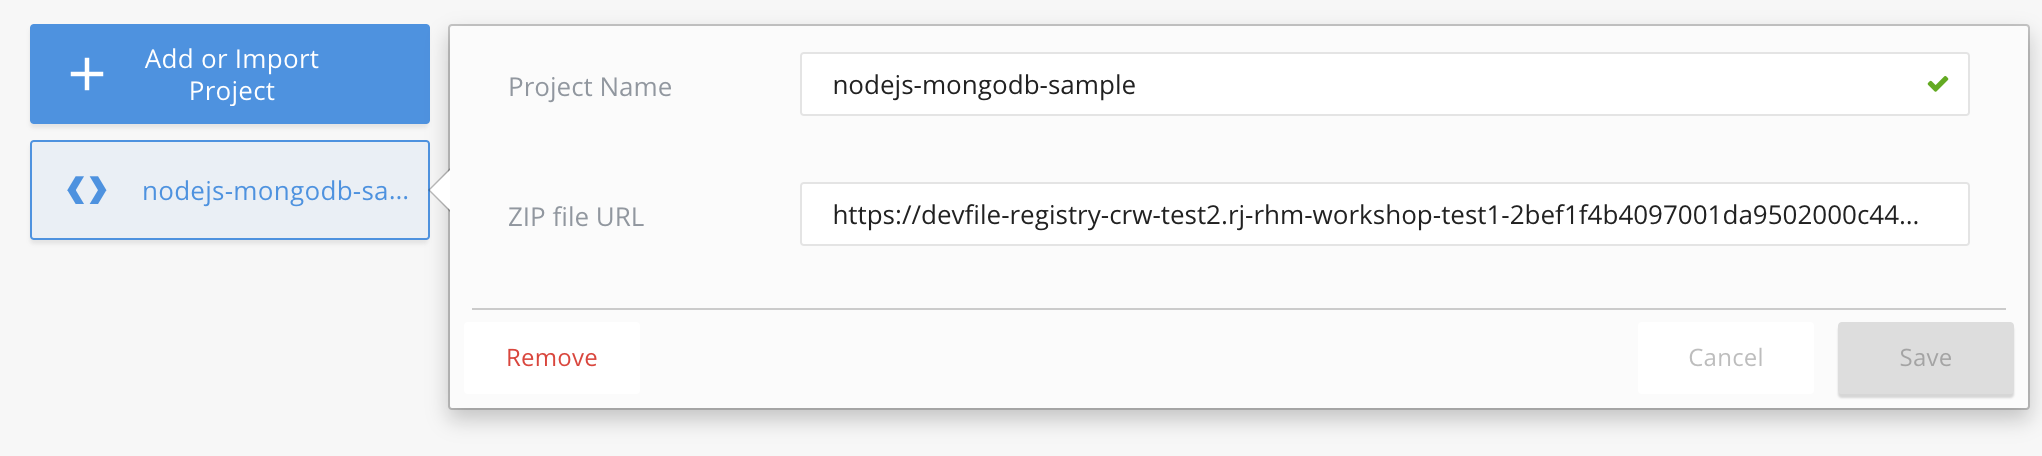 Add or Import
Project
nodejs-mongodb-sa...
Project Name
nodejs-mongodb-sample
ZIP file URL
https://devfile-registry-crw-test2.rj-rhm-workshop-test1-2bef1f4b4097001da9502000c44...
Remove
Cancel
Save